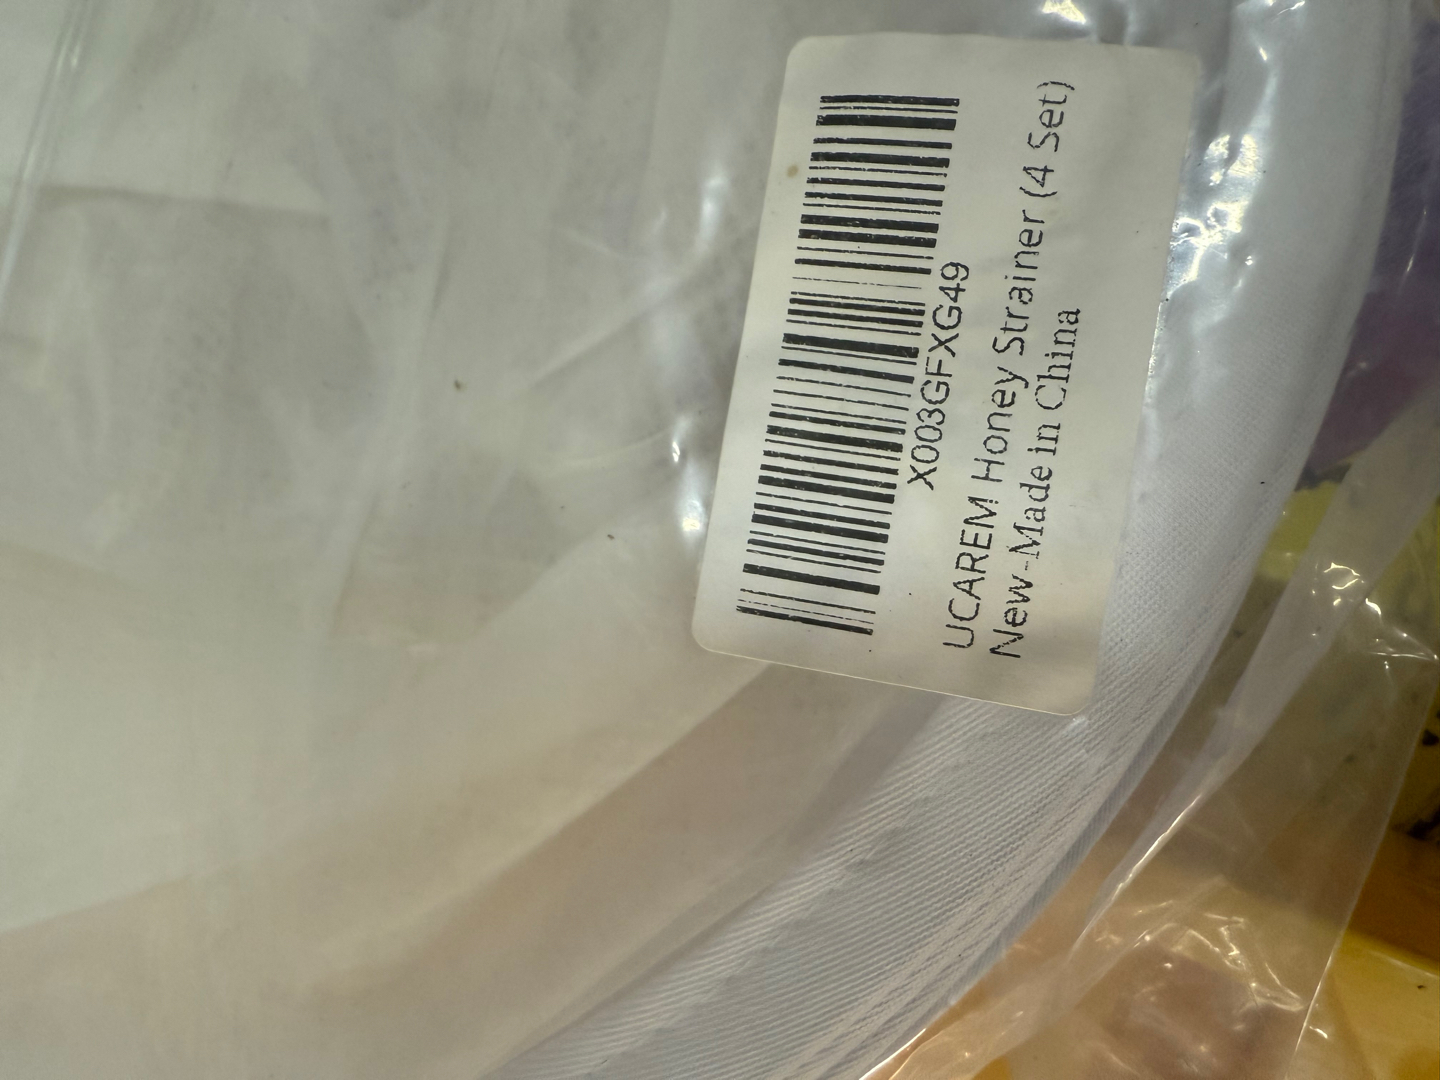 X003GFXG49
UCAREM Honey Strainer (4 Set)
New-Made in China